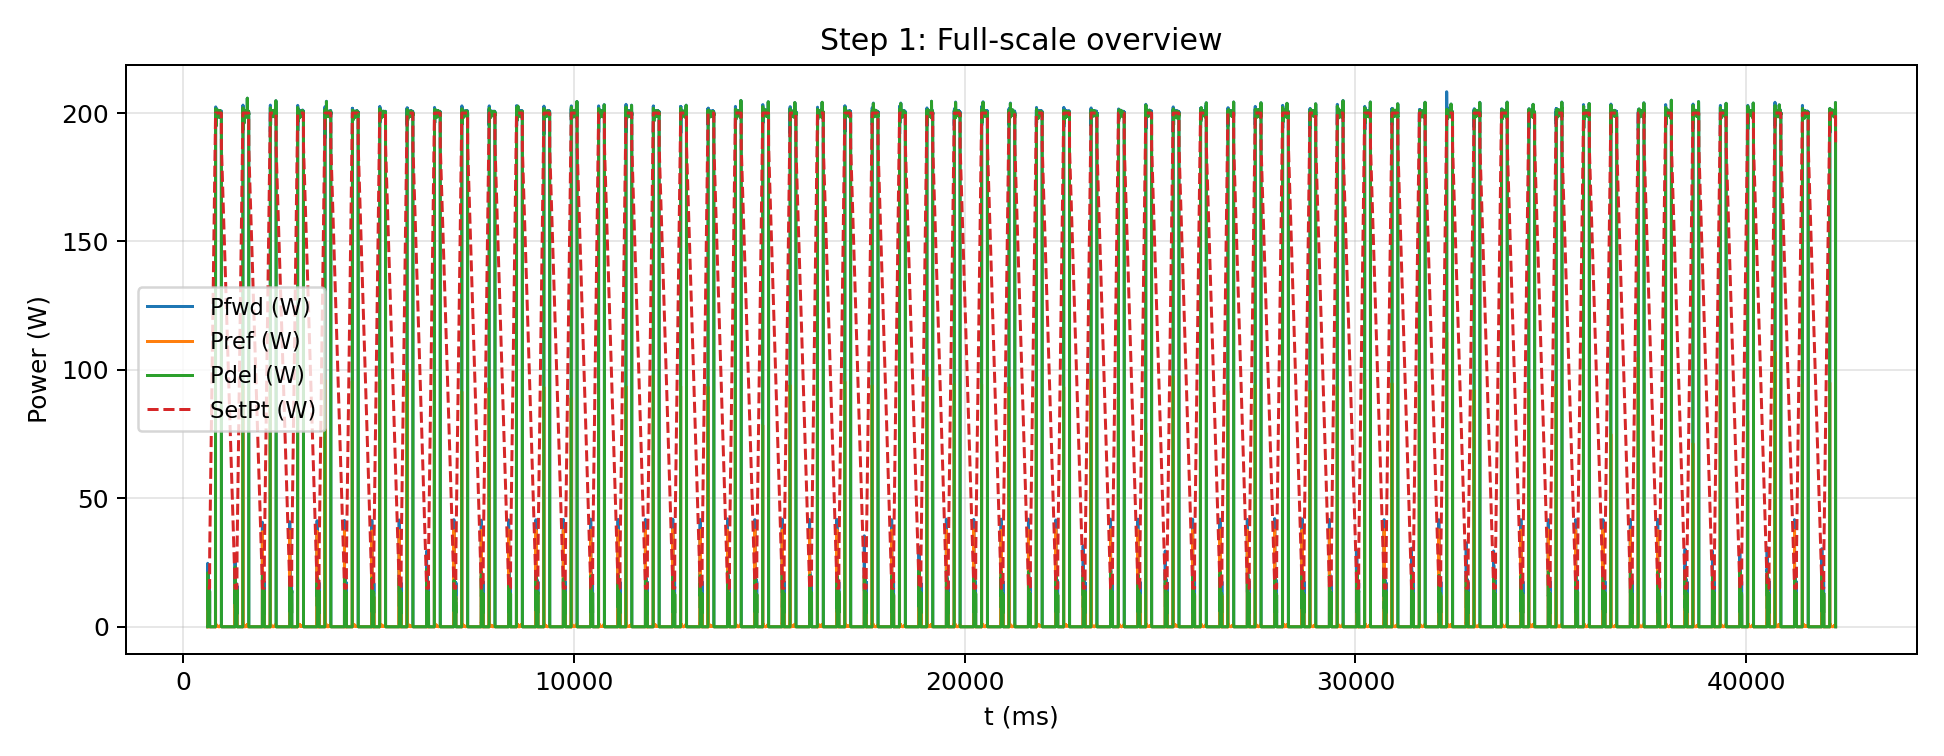 Step 1: Full-scale overview
200
150
100
50
0
Power (W)
Pfwd (W)
Pref (W)
Pdel (W)
SetPt (W)
0 10000 20000 30000 40000
t (ms)